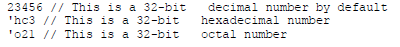 23456 // This is a 32-bit decimal number by default
'hc3 // This is a 32-bit hexadecimal number
'o21 // This is a 32-bit octal number